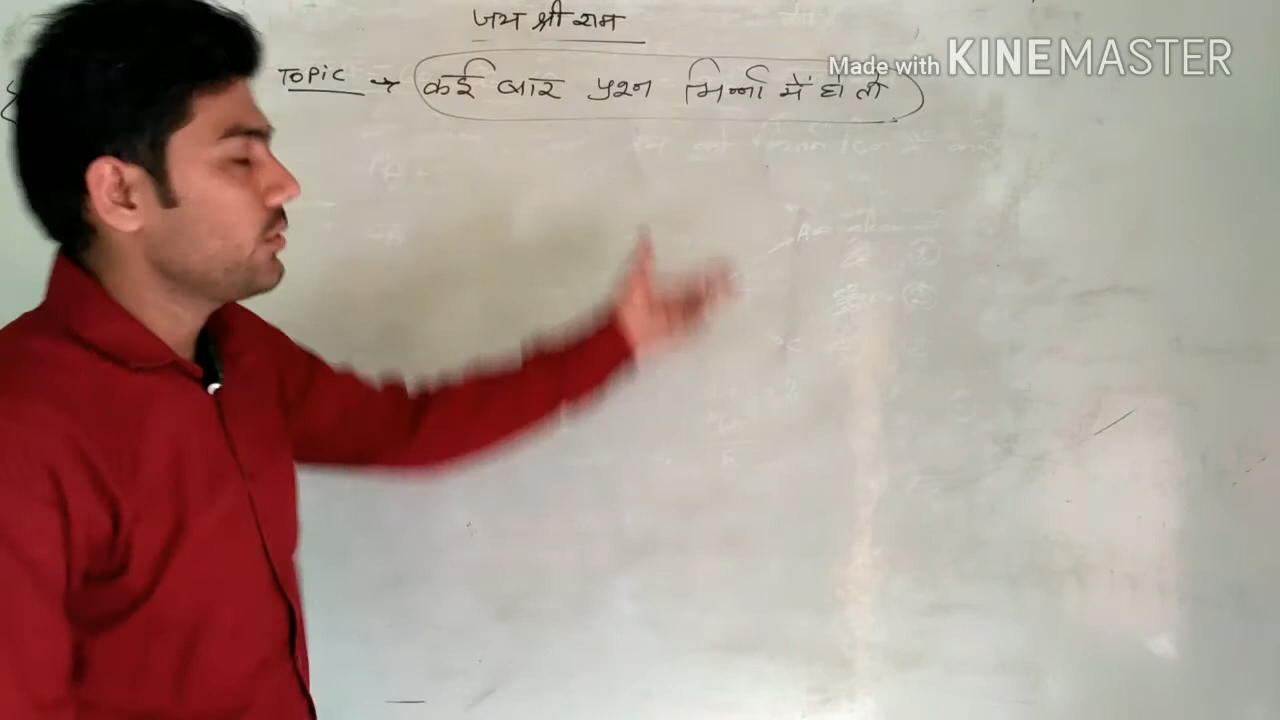 जय श्री राम
Made with KINEMASTER
TOPIC → कई बार प्रश्न भिन्नों में हो तो